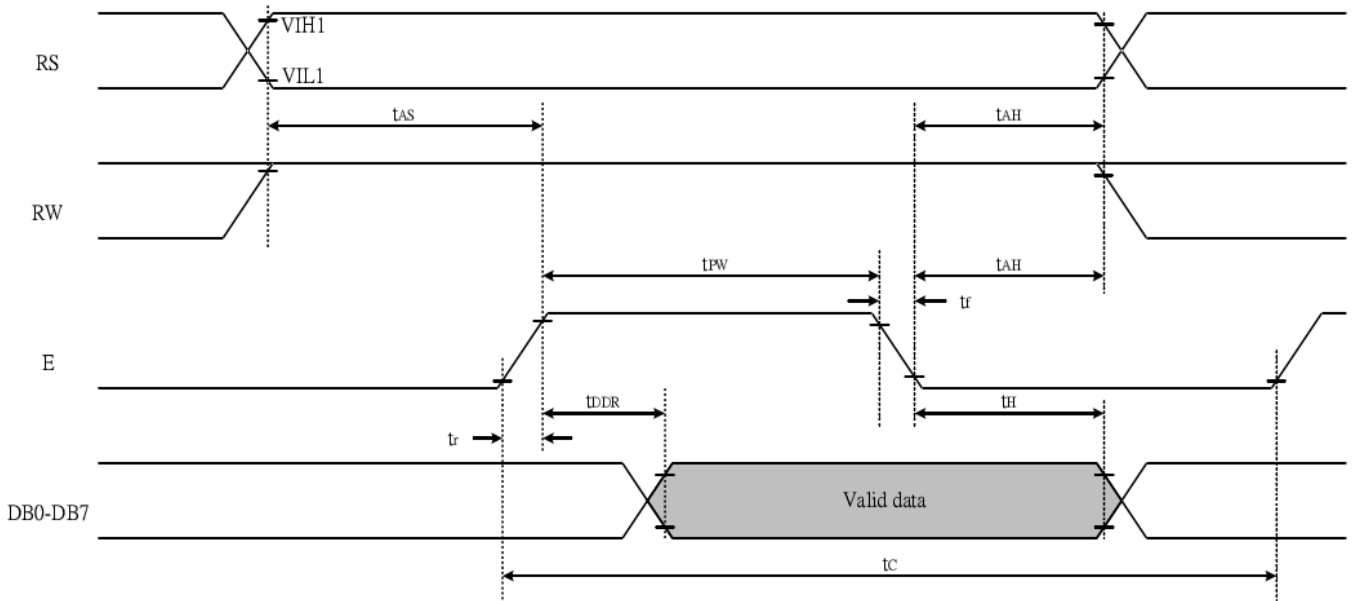 VIH1
RS
VIL1
tAS
tAH
RW
tPW
tAH
tf
E
tDDR
tH
tr
Valid data
DB0-DB7
tC